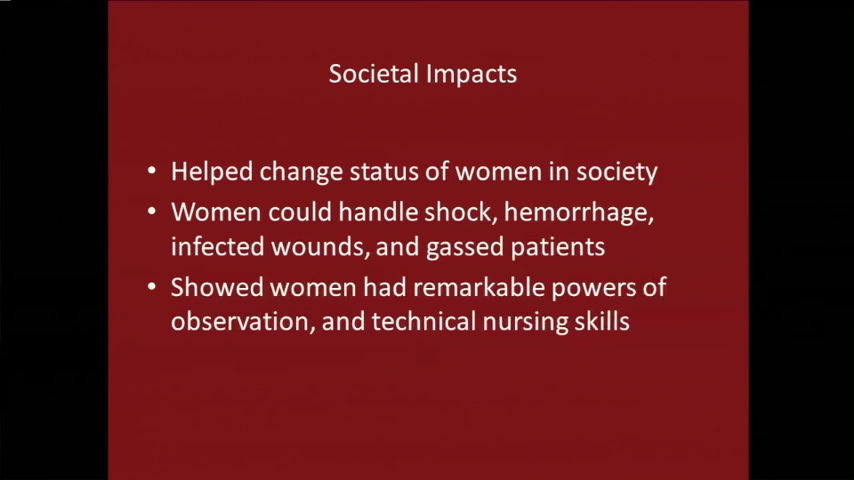 Societal Impacts
• Helped change status of women in society
• Women could handle shock, hemorrhage,
infected wounds, and gassed patients
• Showed women had remarkable powers of
observation, and technical nursing skills